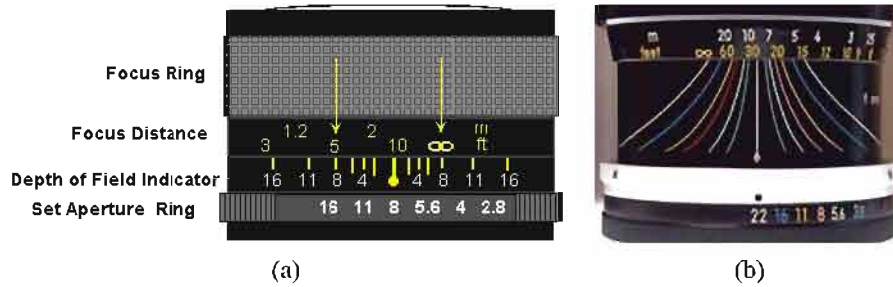 Focus Ring
Focus Distance
1.2 2 m
3 5 10 ∞ ft
Depth of Field Indicator
16 11 8 4 4 8 11 16
Set Aperture Ring
16 11 8 5.6 4 2.8
m 20 10 7 5 4 3
feet ∞ 60 30 20 15 12 10
22 16 11 8 5.6
(a)
(b)